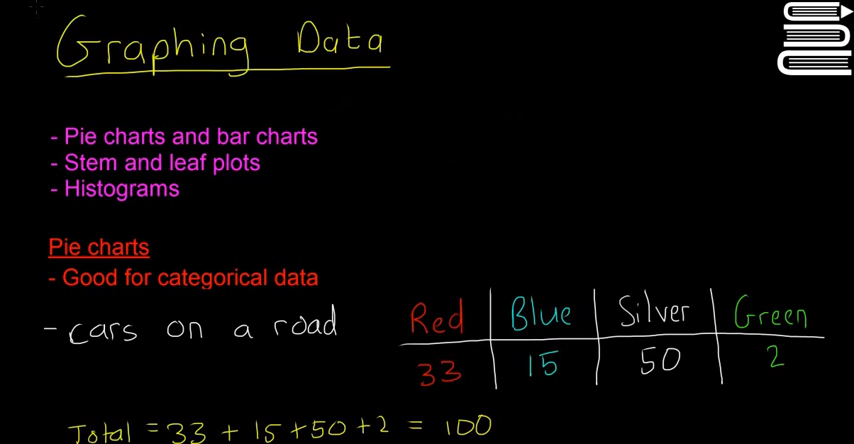 Graphing Data
- Pie charts and bar charts
- Stem and leaf plots
- Histograms
Pie charts
- Good for categorical data
- cars on a road
Red Blue Silver Green
33 15 50 2
Total = 33 + 15 + 50 + 2 = 100